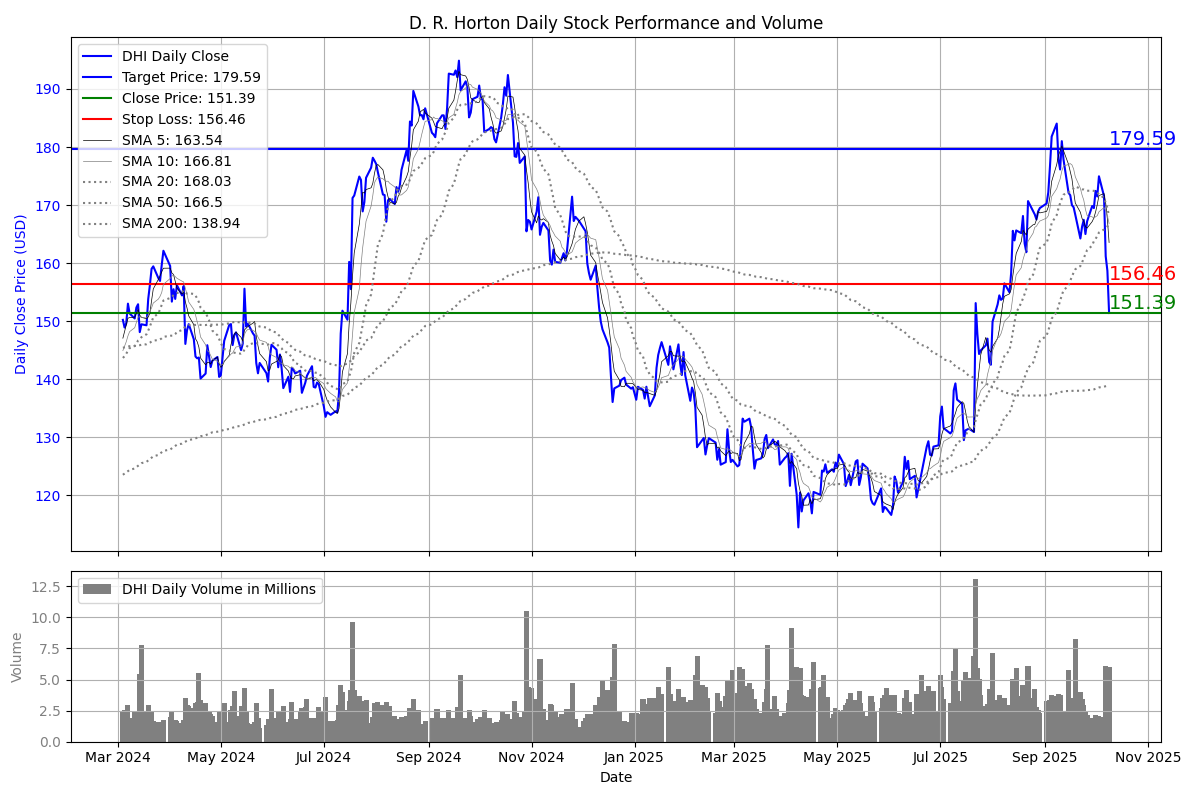 D. R. Horton Daily Stock Performance and Volume
DHI Daily Close
Target Price: 179.59
Close Price: 151.39
Stop Loss: 156.46
SMA 5: 163.54
SMA 10: 166.81
SMA 20: 168.03
SMA 50: 166.5
SMA 200: 138.94
Daily Close Price (USD)
190
180
170
160
150
140
130
120
179.59
156.46
151.39
DHI Daily Volume in Millions
Volume
12.5
10.0
7.5
5.0
2.5
0.0
Mar 2024 May 2024 Jul 2024 Sep 2024 Nov 2024 Jan 2025 Mar 2025 May 2025 Jul 2025 Sep 2025 Nov 2025
Date